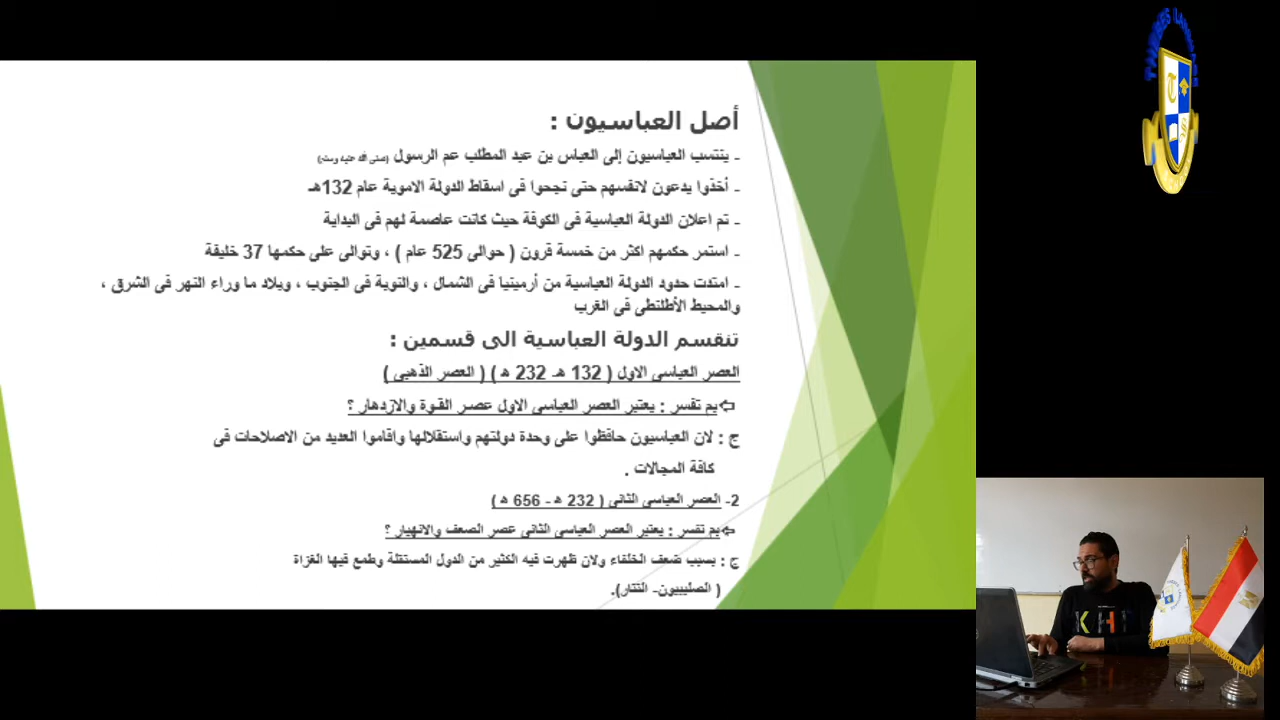 أصل العباسيون :
- ينتسب العباسيون إلى العباس بن عبد المطلب عم الرسول (صلى الله عليه وسلم)
- أخذوا يدعون لانفسهم حتى نجحوا فى اسقاط الدولة الاموية عام 132هـ
- تم اعلان الدولة العباسية فى الكوفة حيث كانت عاصمة لهم فى البداية
- استمر حكمهم اكثر من خمسة قرون ( حوالى 525 عام ) ، وتوالى على حكمها 37 خليفة
- امتدت حدود الدولة العباسية من أرمينيا فى الشمال ، والنوبة فى الجنوب ، وبلاد ما وراء النهر فى الشرق ،
والمحيط الأطلنطى فى الغرب
تنقسم الدولة العباسية الى قسمين :
العصر العباسى الاول ( 132 هـ- 232 ه ) ( العصر الذهبى )
⇦بم تفسر : يعتبر العصر العباسى الاول عصر القوة والازدهار ؟
ج : لان العباسيون حافظوا على وحدة دولتهم واستقلالها واقاموا العديد من الاصلاحات فى
كافة المجالات .
2- العصر العباسى الثانى ( 232 ه - 656 ه )
⇦بم تفسر : يعتبر العصر العباسى الثانى عصر الضعف والانهيار ؟
ج : بسبب ضعف الخلفاء ولان ظهرت فيه الكثير من الدول المستقلة وطمع فيها الغزاة
( الصليبيون- التتار).